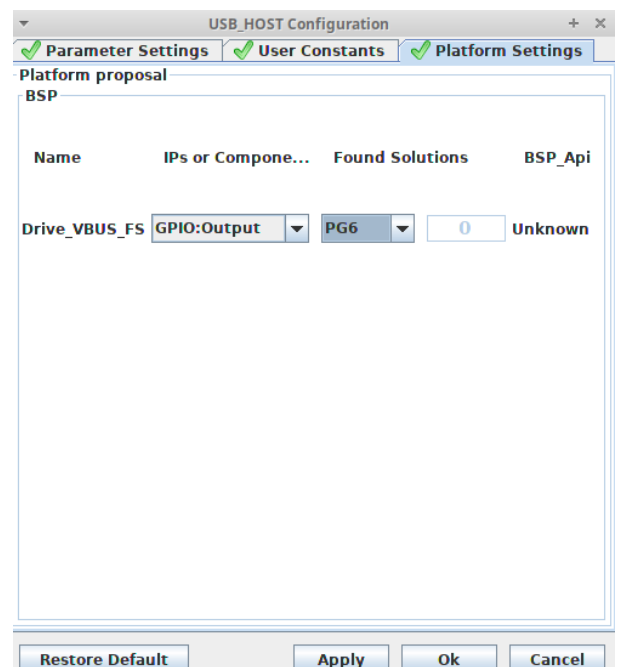 USB_HOST Configuration
Parameter Settings User Constants Platform Settings
Platform proposal
BSP
Name IPs or Compone... Found Solutions BSP_Api
Drive_VBUS_FS GPIO:Output PG6 0 Unknown
Restore Default Apply Ok Cancel